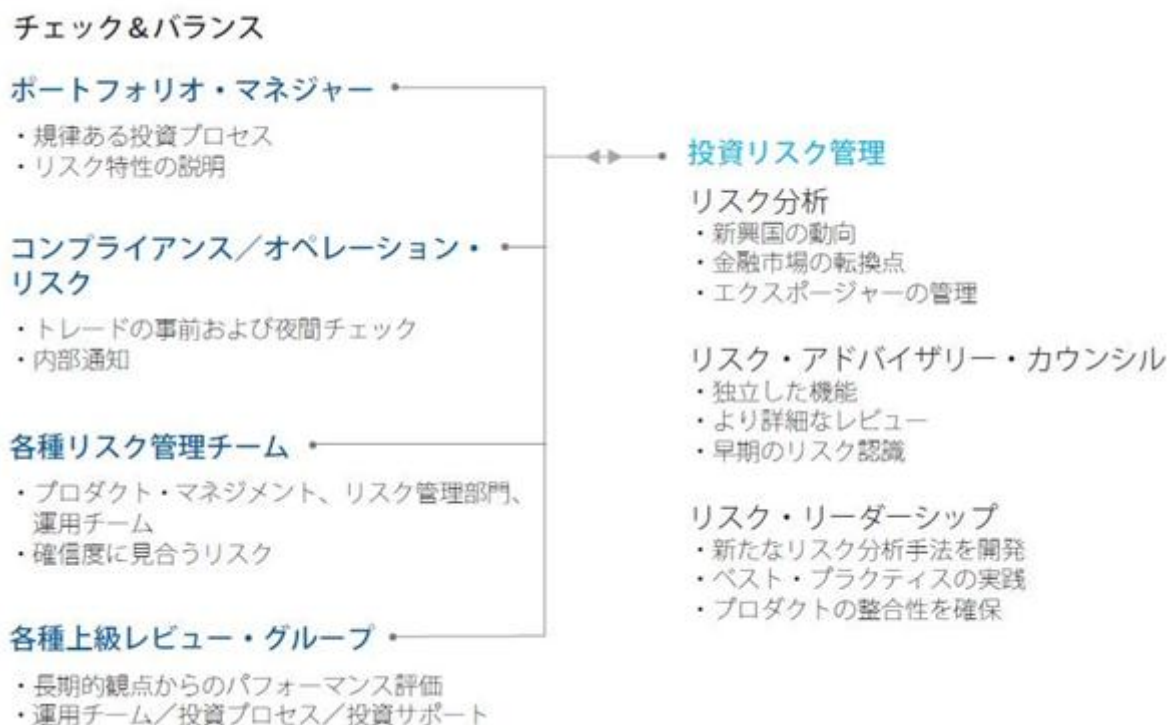 チェック＆バランス
ポートフォリオ・マネジャー
・規律ある投資プロセス
・リスク特性の説明
コンプライアンス／オペレーション・
リスク
・トレードの事前および夜間チェック
・内部通知
各種リスク管理チーム
・プロダクト・マネジメント、リスク管理部門、
運用チーム
・確信度に見合うリスク
各種上級レビュー・グループ
・長期的観点からのパフォーマンス評価
・運用チーム／投資プロセス／投資サポート
投資リスク管理
リスク分析
・新興国の動向
・金融市場の転換点
・エクスポージャーの管理
リスク・アドバイザリー・カウンシル
・独立した機能
・より詳細なレビュー
・早期のリスク認識
リスク・リーダーシップ
・新たなリスク分析手法を開発
・ベスト・プラクティスの実践
・プロダクトの整合性を確保